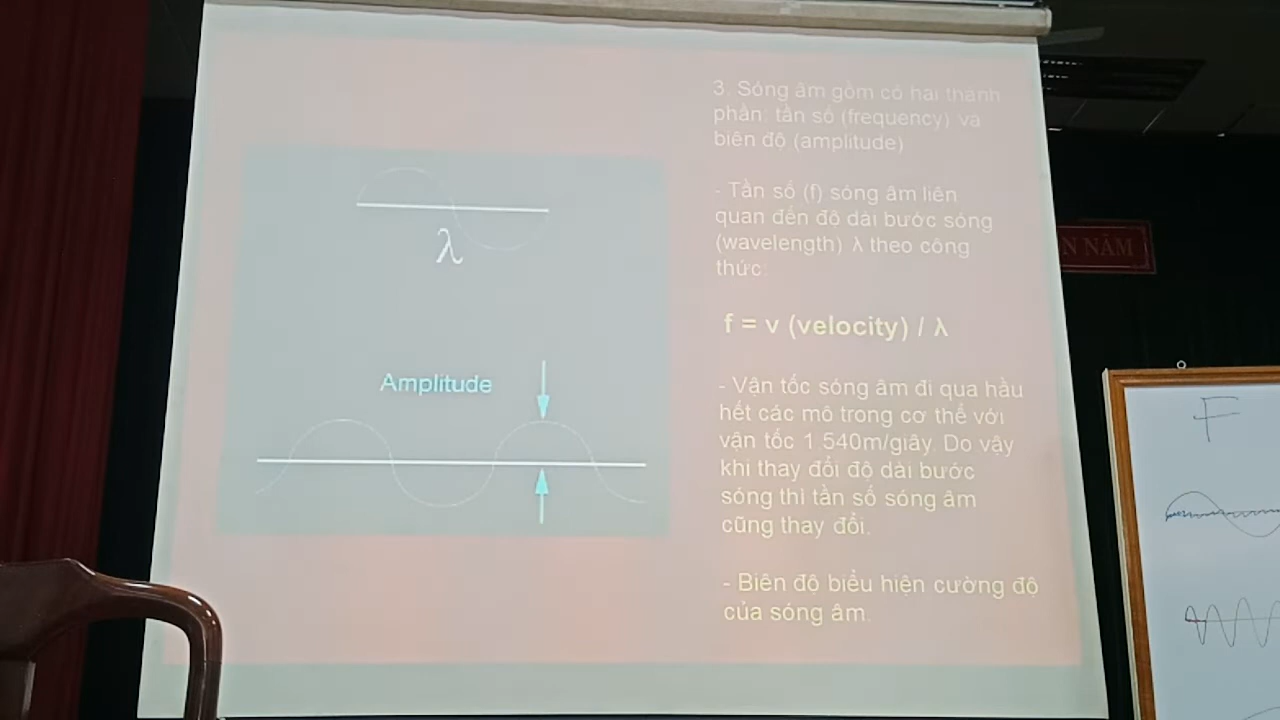 3. Sóng âm gồm có hai thành
phần: tần số (frequency) và
biên độ (amplitude)
- Tần số (f) sóng âm liên
quan đến độ dài bước sóng
(wavelength) λ theo công
thức:
f = v (velocity) / λ
- Vận tốc sóng âm đi qua hầu
hết các mô trong cơ thể với
vận tốc 1 540m/giây. Do vậy
khi thay đổi độ dài bước
sóng thì tần số sóng âm
cũng thay đổi.
- Biên độ biểu hiện cường độ
của sóng âm.
λ
Amplitude
N NĂM
F